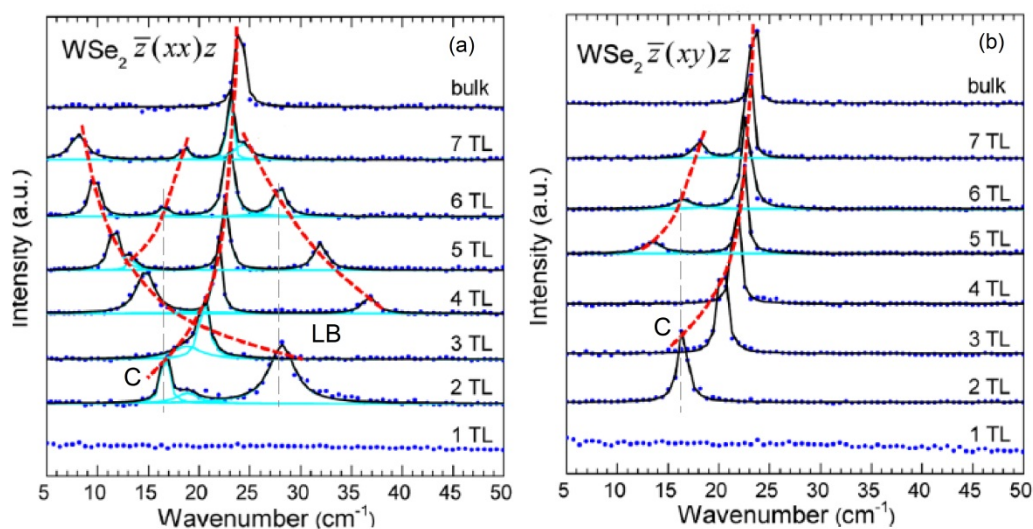 WSe₂ z̅(xx)z
(a)
bulk
7 TL
6 TL
5 TL
4 TL
LB
3 TL
C
2 TL
1 TL
5 10 15 20 25 30 35 40 45 50
Wavenumber (cm⁻¹)
Intensity (a.u.)
WSe₂ z̅(xy)z
(b)
bulk
7 TL
6 TL
5 TL
4 TL
C
3 TL
2 TL
1 TL
5 10 15 20 25 30 35 40 45 50
Wavenumber (cm⁻¹)
Intensity (a.u.)